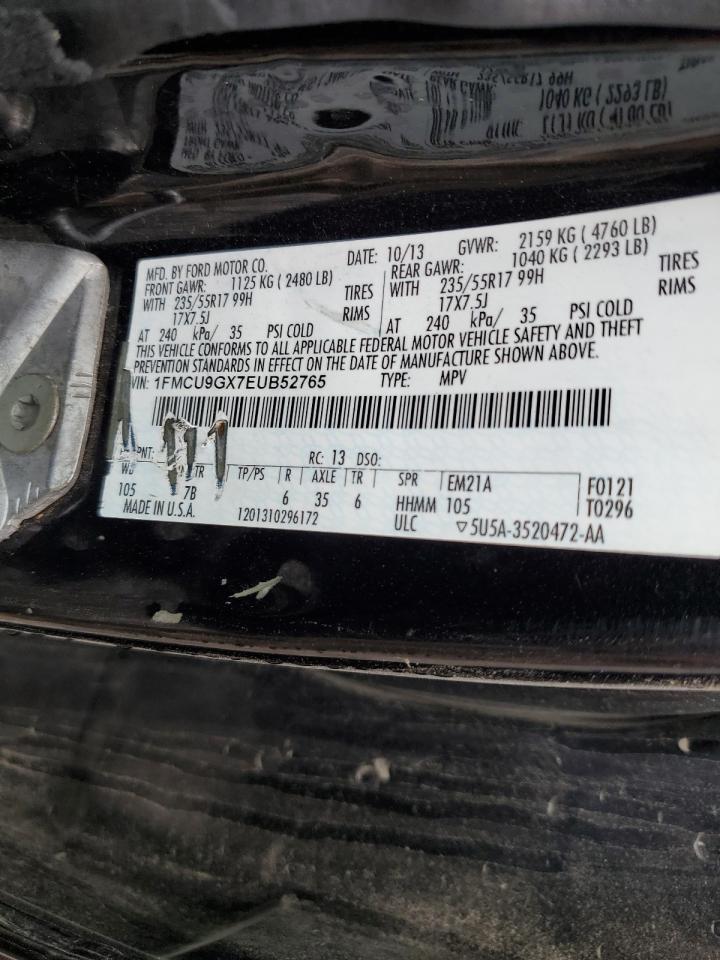 MFD. BY FORD MOTOR CO.
DATE: 10/13 GVWR: 2159 KG ( 4760 LB)
FRONT GAWR: 1125 KG ( 2480 LB)
REAR GAWR: 1040 KG ( 2293 LB)
WITH 235/55R17 99H TIRES
WITH 235/55R17 99H TIRES
17X7.5J RIMS
17X7.5J RIMS
AT 240 kPa/ 35 PSI COLD
AT 240 kPa/ 35 PSI COLD
THIS VEHICLE CONFORMS TO ALL APPLICABLE FEDERAL MOTOR VEHICLE SAFETY AND THEFT
PREVENTION STANDARDS IN EFFECT ON THE DATE OF MANUFACTURE SHOWN ABOVE.
VIN: 1FMCU9GX7EUB52765 TYPE: MPV
PNT: RC: 13 DSO:
WB TR TP/PS R AXLE TR SPR EM21A F0121
105 7B 6 35 6 HHMM 105 T0296
MADE IN U.S.A. 1201310296172 ULC ▽5U5A-3520472-AA